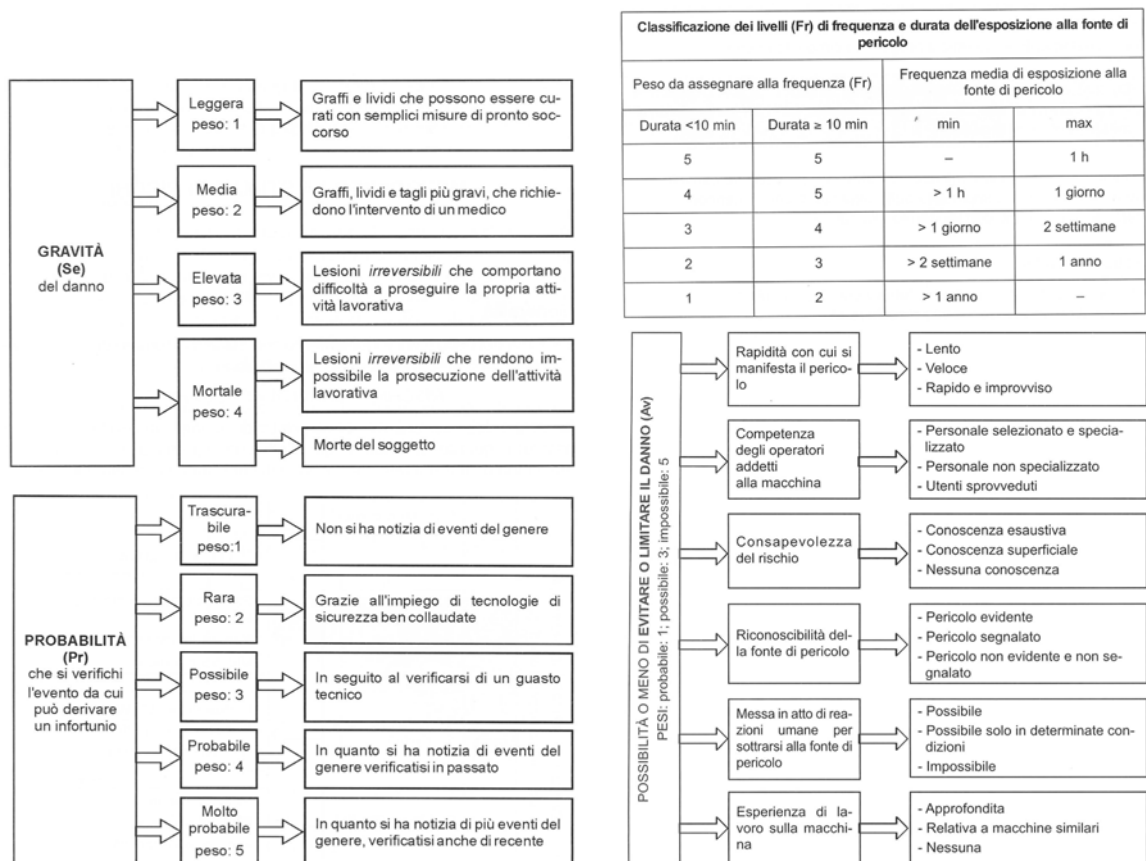 GRAVITÀ
(Se)
del danno
Leggera
peso: 1
Graffi e lividi che possono essere cu-
rati con semplici misure di pronto soc-
corso
Media
peso: 2
Graffi, lividi e tagli più gravi, che richie-
dono l'intervento di un medico
Elevata
peso: 3
Lesioni irreversibili che comportano
difficoltà a proseguire la propria atti-
vità lavorativa
Mortale
peso: 4
Lesioni irreversibili che rendono im-
possibile la prosecuzione dell'attività
lavorativa
Morte del soggetto
PROBABILITÀ
(Pr)
che si verifichi
l'evento da cui
può derivare
un infortunio
Trascura-
bile
peso:1
Non si ha notizia di eventi del genere
Rara
peso: 2
Grazie all'impiego di tecnologie di
sicurezza ben collaudate
Possibile
peso: 3
In seguito al verificarsi di un guasto
tecnico
Probabile
peso: 4
In quanto si ha notizia di eventi del
genere verificatisi in passato
Molto
probabile
peso: 5
In quanto si ha notizia di più eventi del
genere, verificatisi anche di recente
Classificazione dei livelli (Fr) di frequenza e durata dell'esposizione alla fonte di
pericolo
Peso da assegnare alla frequenza (Fr)
Frequenza media di esposizione alla
fonte di pericolo
Durata <10 min Durata ≥ 10 min min max
5 5 – 1 h
4 5 > 1 h 1 giorno
3 4 > 1 giorno 2 settimane
2 3 > 2 settimane 1 anno
1 2 > 1 anno –
POSSIBILITÀ O MENO DI EVITARE O LIMITARE IL DANNO (Av)
PESI: probabile: 1; possibile: 3; impossibile: 5
Rapidità con cui si
manifesta il perico-
lo
- Lento
- Veloce
- Rapido e improvviso
Competenza
degli operatori
addetti
alla macchina
- Personale selezionato e specia-
lizzato
- Personale non specializzato
- Utenti sprovveduti
Consapevolezza
del rischio
- Conoscenza esaustiva
- Conoscenza superficiale
- Nessuna conoscenza
Riconoscibilità del-
la fonte di pericolo
- Pericolo evidente
- Pericolo segnalato
- Pericolo non evidente e non se-
gnalato
Messa in atto di rea-
zioni umane per
sottrarsi alla fonte di
pericolo
- Possibile
- Possibile solo in determinate con-
dizioni
- Impossibile
Esperienza di la-
voro sulla macchi-
na
- Approfondita
- Relativa a macchine similari
- Nessuna